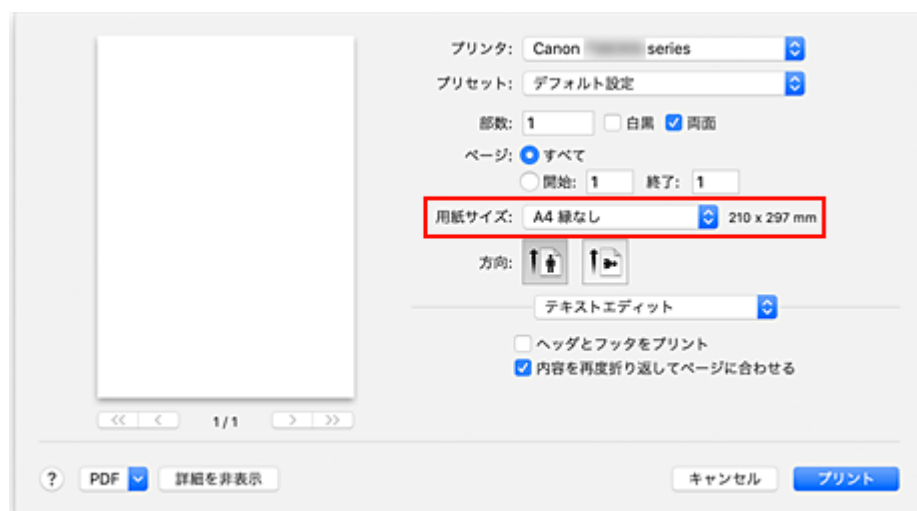 プリンタ: Canon series
プリセット: デフォルト設定
部数: 1 白黒 両面
ページ: すべて
開始: 1 終了: 1
用紙サイズ: A4 縁なし 210 x 297 mm
方向:
テキストエディット
ヘッダとフッタをプリント
内容を再度折り返してページに合わせる
<< < 1/1 > >>
? PDF 詳細を非表示 キャンセル プリント